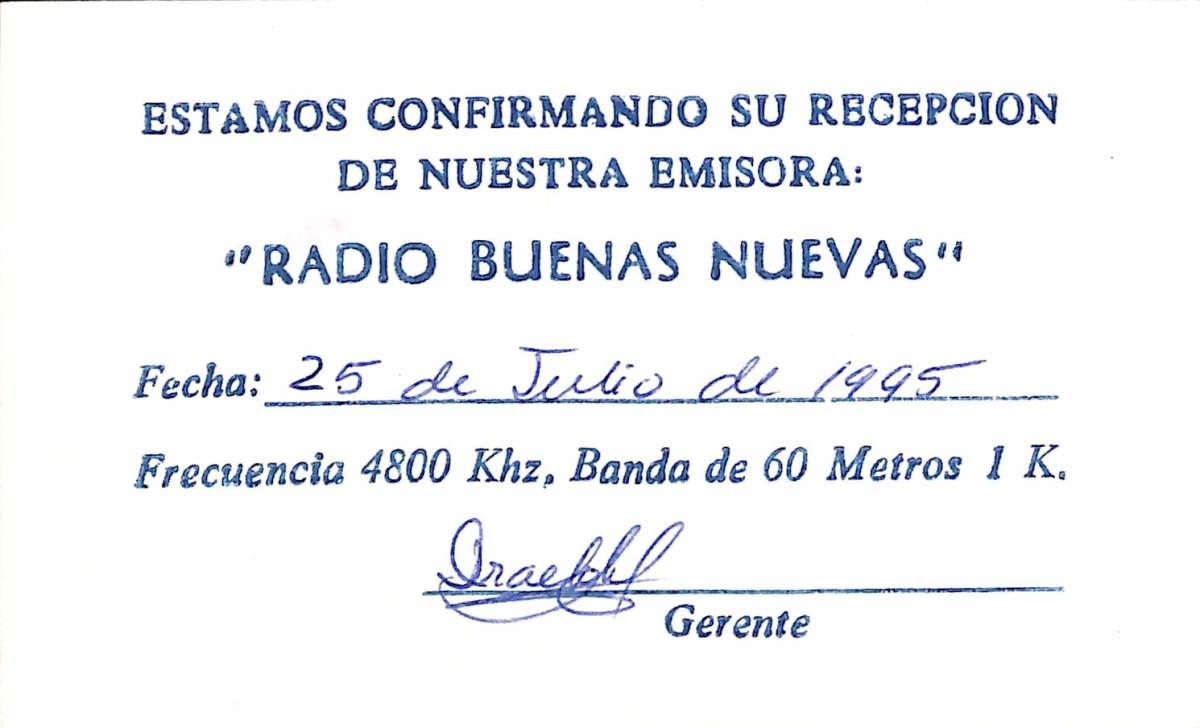 ESTAMOS CONFIRMANDO SU RECEPCION
DE NUESTRA EMISORA:
"RADIO BUENAS NUEVAS"
Fecha: 25 de Julio de 1995
Frecuencia 4800 Khz, Banda de 60 Metros 1 K.
Gerente